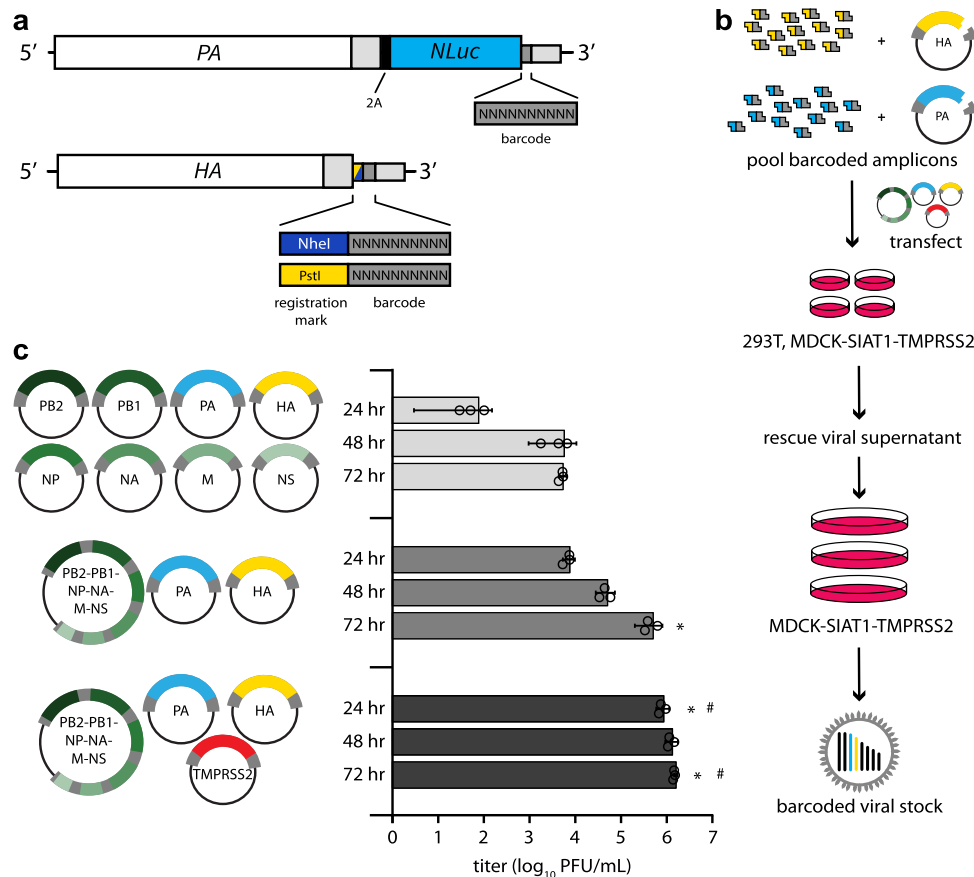 a
5′ PA NLuc 3′
2A
NNNNNNNNNN
barcode
5′ HA 3′
NheI NNNNNNNNNN
PstI NNNNNNNNNN
registration mark barcode
b
+ HA
+ PA
pool barcoded amplicons
transfect
293T, MDCK-SIAT1-TMPRSS2
rescue viral supernatant
MDCK-SIAT1-TMPRSS2
barcoded viral stock
c
PB2 PB1 PA HA
NP NA M NS
24 hr
48 hr
72 hr
PB2-PB1-
NP-NA-
M-NS
PA HA
24 hr
48 hr
72 hr *
PB2-PB1-
NP-NA-
M-NS
PA HA
TMPRSS2
24 hr * #
48 hr
72 hr * #
0 1 2 3 4 5 6 7
titer (log₁₀ PFU/mL)